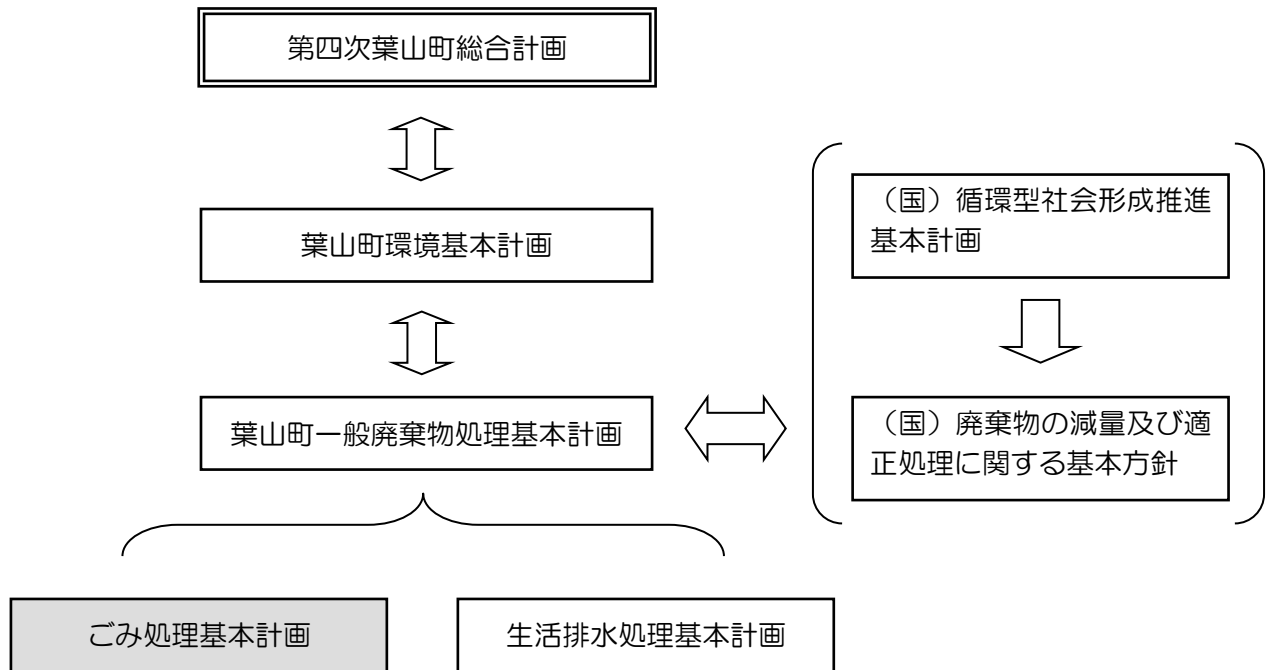 第四次葉山町総合計画
葉山町環境基本計画
葉山町一般廃棄物処理基本計画
（国）循環型社会形成推進
基本計画
（国）廃棄物の減量及び適
正処理に関する基本方針
ごみ処理基本計画
生活排水処理基本計画